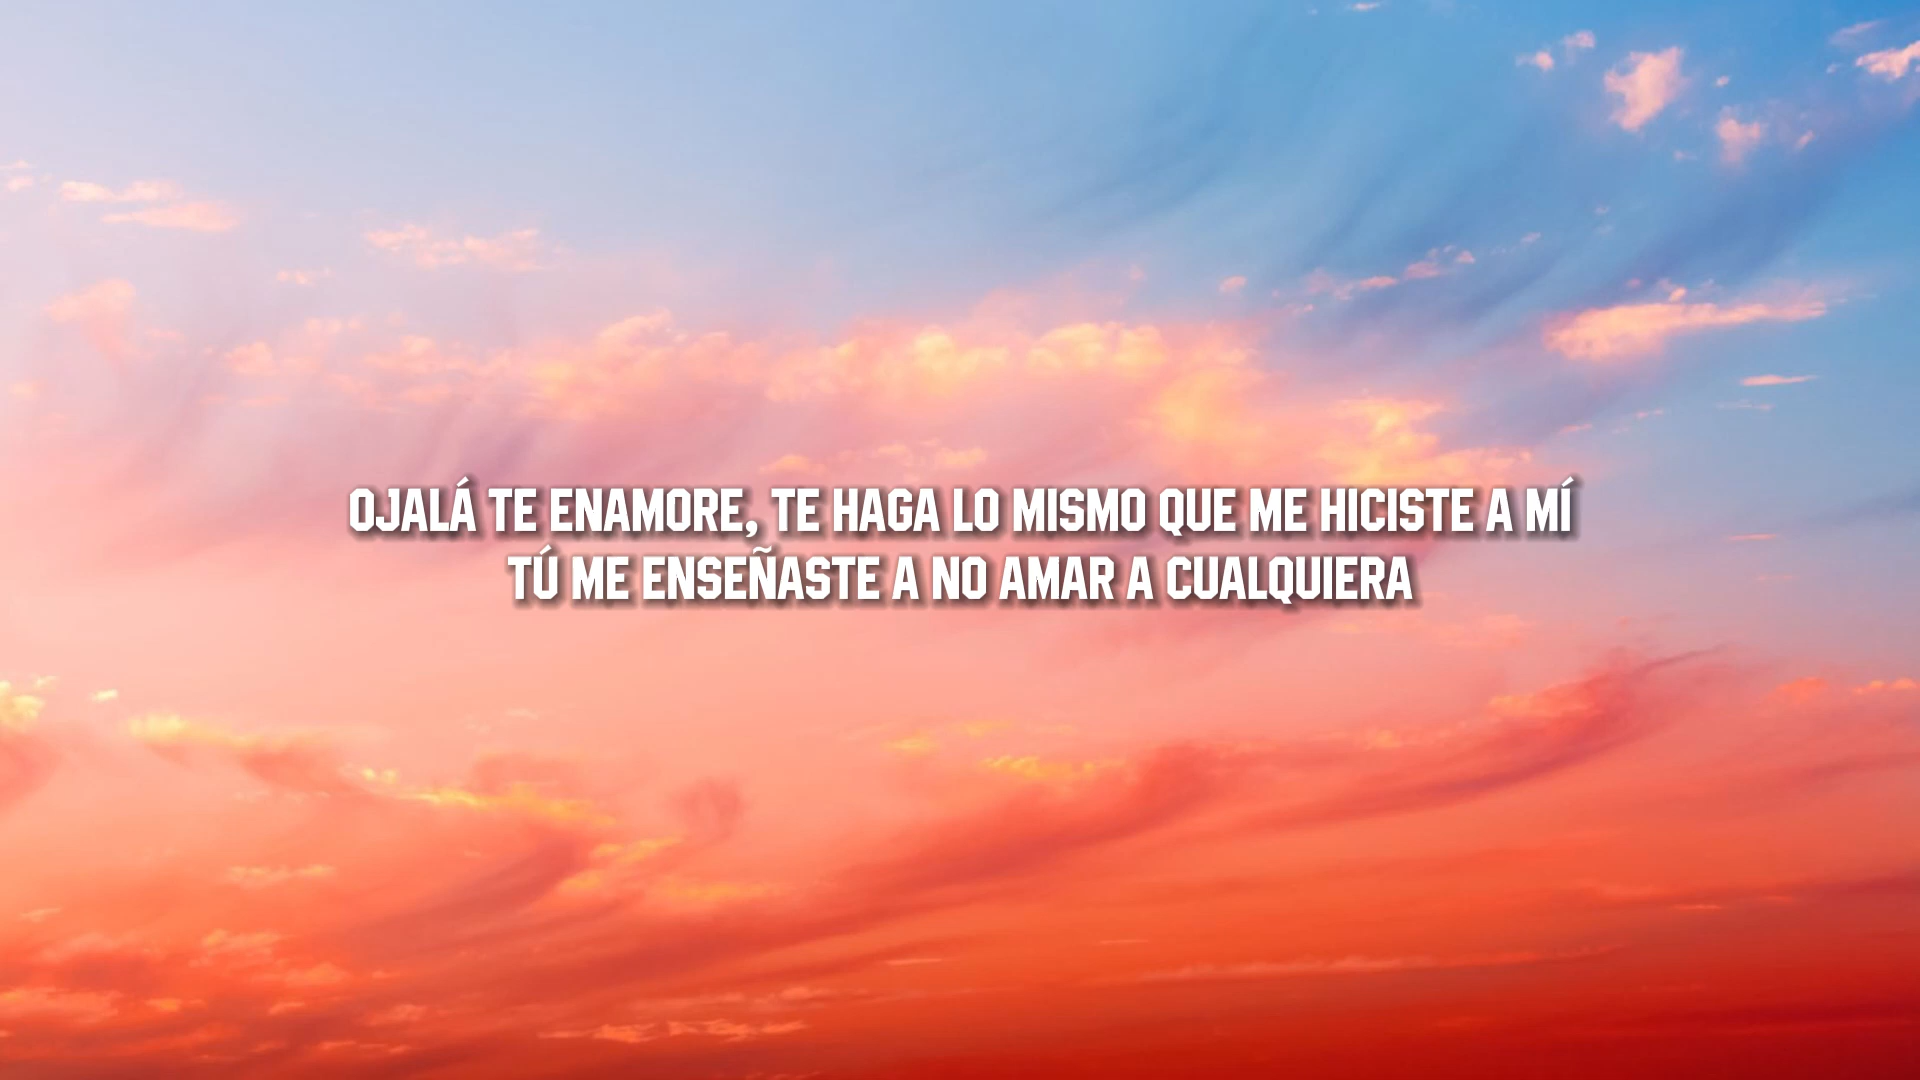 OJALÁ TE ENAMORE, TE HAGA LO MISMO QUE ME HICISTE A MÍ
TÚ ME ENSEÑASTE A NO AMAR A CUALQUIERA